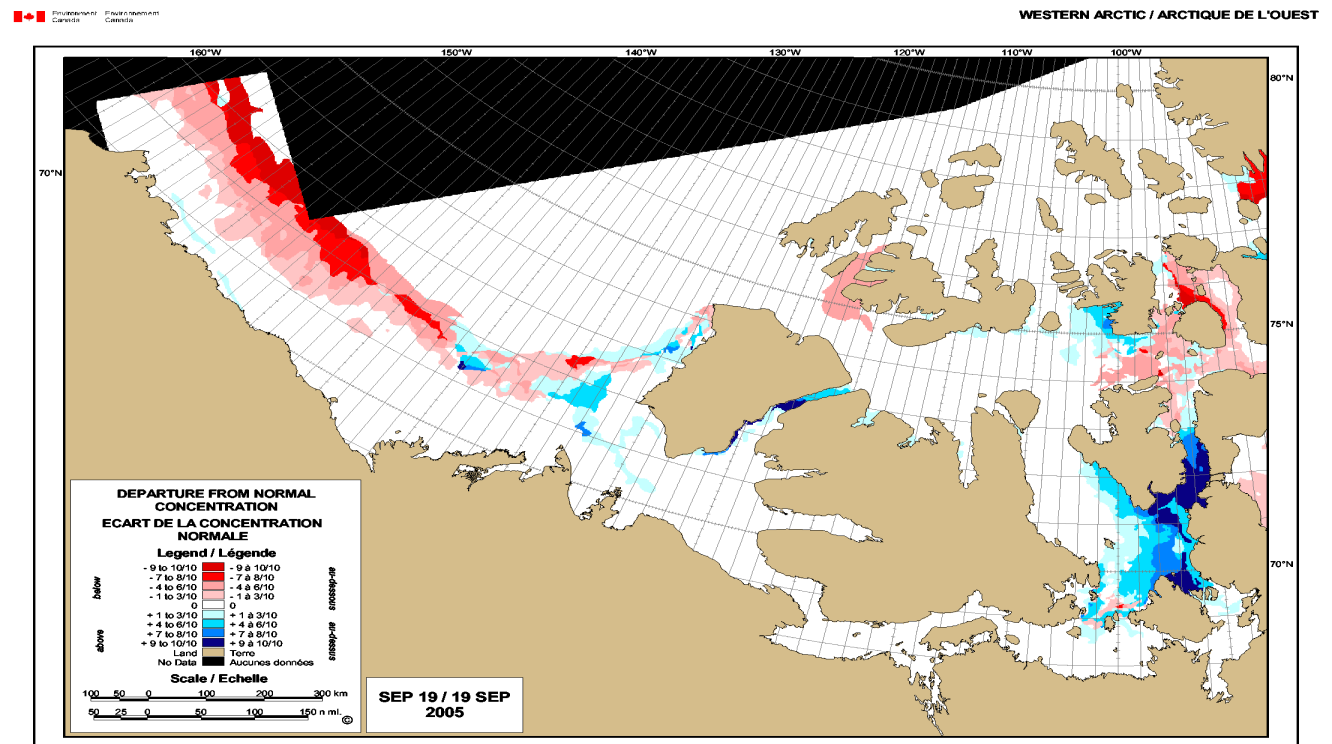 Environment Environnement
Canada Canada
WESTERN ARCTIC / ARCTIQUE DE L'OUEST
160°W 150°W 140°W 130°W 120°W 110°W 100°W
80°N
70°N
75°N
70°N
DEPARTURE FROM NORMAL
CONCENTRATION
ECART DE LA CONCENTRATION
NORMALE
Legend / Légende
- 9 to 10/10 - 9 à 10/10
- 7 to 8/10 - 7 à 8/10
- 4 to 6/10 - 4 à 6/10
- 1 to 3/10 - 1 à 3/10
0 0
+ 1 to 3/10 + 1 à 3/10
+ 4 to 6/10 + 4 à 6/10
+ 7 to 8/10 + 7 à 8/10
+ 9 to 10/10 + 9 à 10/10
Land Terre
No Data Aucunes données
below
above
au-dessous
au-dessus
Scale / Echelle
100 50 0 100 200 300 km
50 25 0 50 100 150 n mi.
©
SEP 19 / 19 SEP
2005